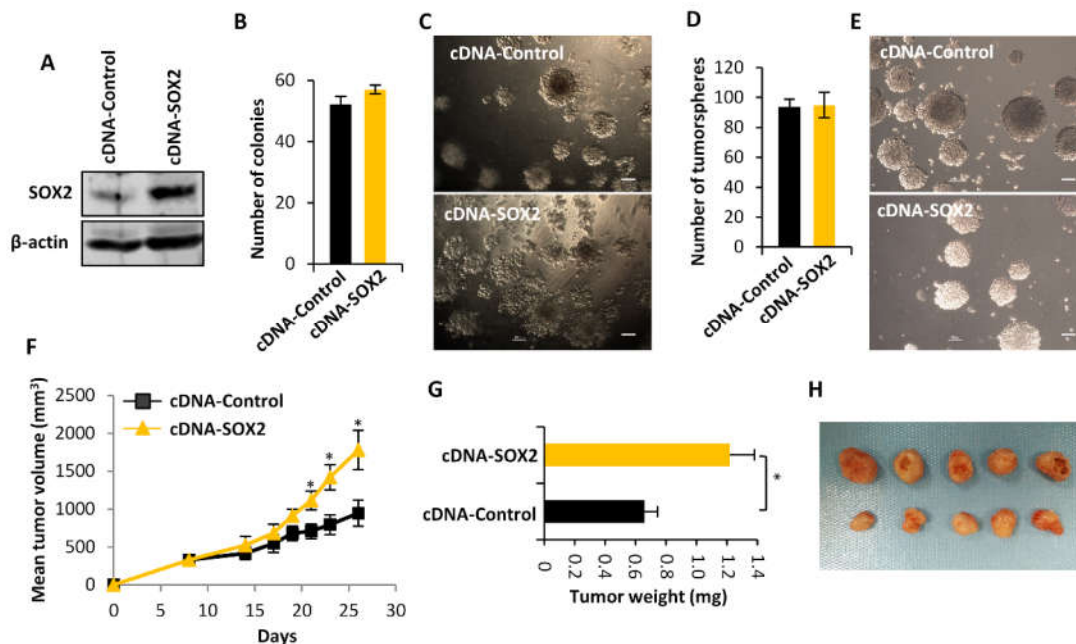 A
cDNA-Control
cDNA-SOX2
SOX2
β-actin
B
Number of colonies
60
40
20
0
cDNA-Control
cDNA-SOX2
C
cDNA-Control
cDNA-SOX2
D
Number of tumorspheres
120
100
80
60
40
20
0
cDNA-Control
cDNA-SOX2
E
cDNA-Control
cDNA-SOX2
F
Mean tumor volume (mm³)
2500
2000
1500
1000
500
0
cDNA-Control
cDNA-SOX2
*
*
*
0 5 10 15 20 25 30
Days
G
cDNA-SOX2
cDNA-Control
*
0 0.2 0.4 0.6 0.8 1.0 1.2 1.4
Tumor weight (mg)
H